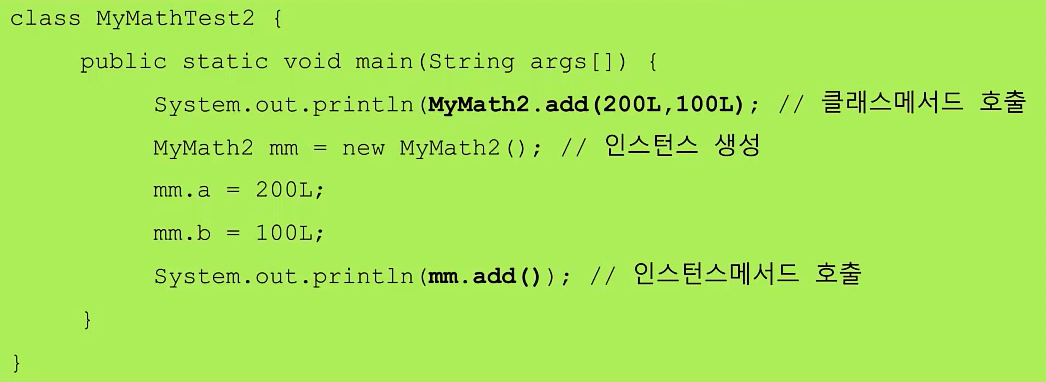 class MyMathTest2 {
public static void main(String args[]) {
System.out.println(MyMath2.add(200L,100L); // 클래스메서드 호출
MyMath2 mm = new MyMath2(); // 인스턴스 생성
mm.a = 200L;
mm.b = 100L;
System.out.println(mm.add()); // 인스턴스메서드 호출
}
}